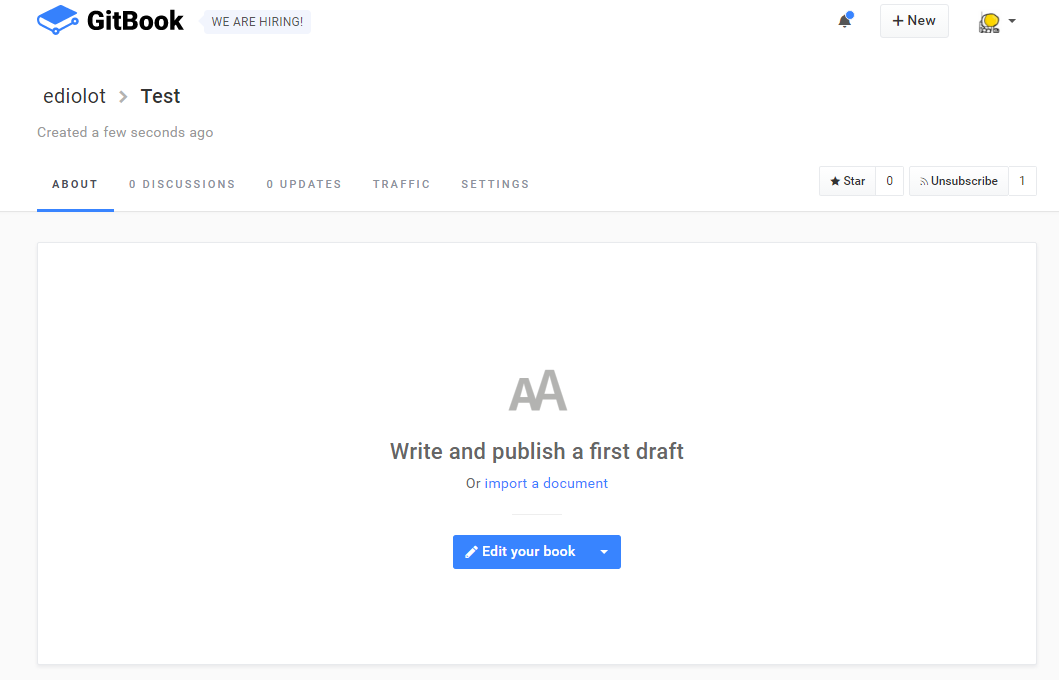 GitBook WE ARE HIRING! New
ediolot Test
Created a few seconds ago
ABOUT 0 DISCUSSIONS 0 UPDATES TRAFFIC SETTINGS Star 0 Unsubscribe 1
AA
Write and publish a first draft
Or import a document
Edit your book